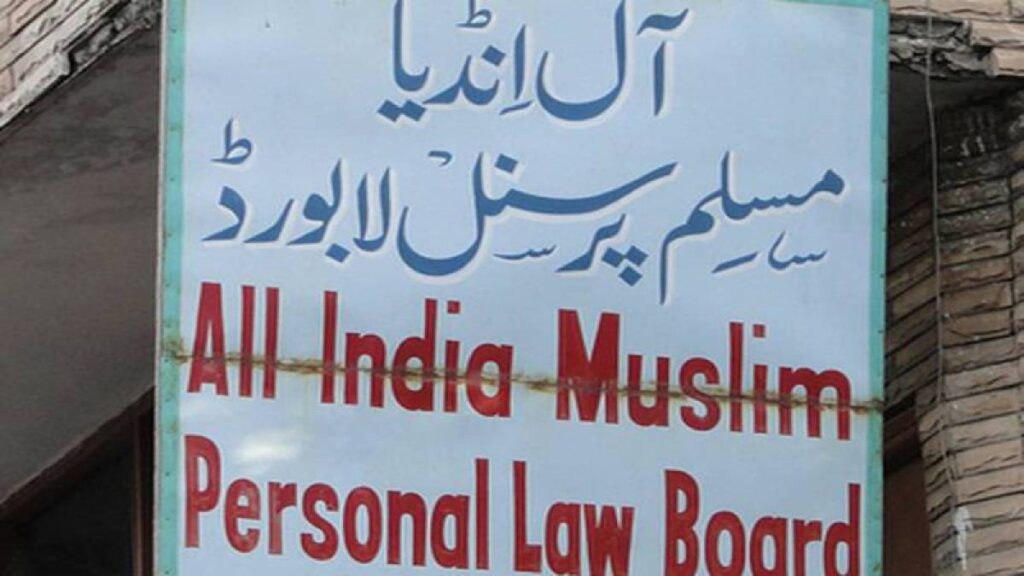 آل اِنڈیا
مسلِم پرسنل لا بورڈ
All India Muslim
Personal Law Board